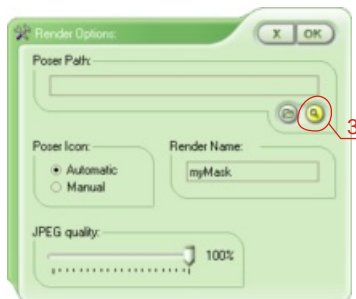 Render Options:
X OK
Poser Path:
3
Poser Icon:
Render Name:
Automatic
Manual
myMask
JPEG quality:
100%